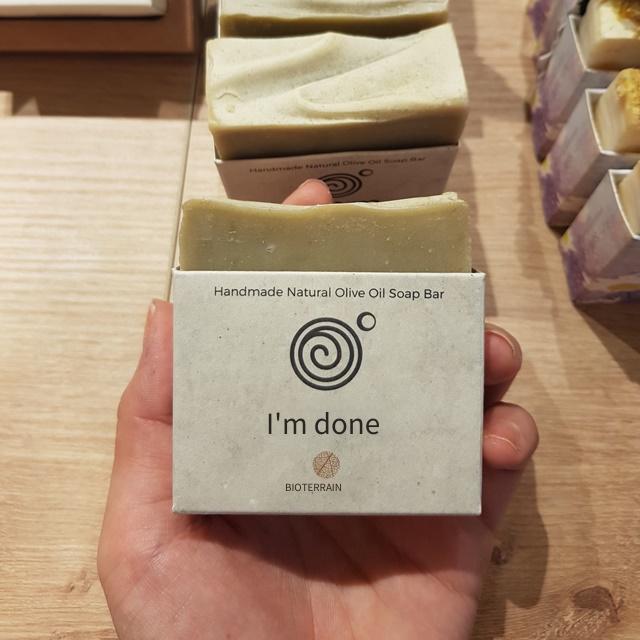 Handmade Natural Olive Oil Soap Bar
Handmade Natural Olive Oil Soap Bar
I'm done
BIOTERRAIN